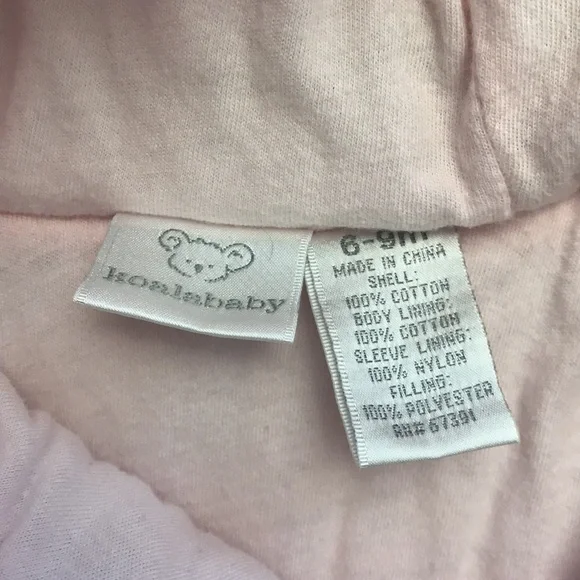 koalababy
6-9m
MADE IN CHINA
SHELL:
100% COTTON
BODY LINING:
100% COTTON
SLEEVE LINING:
100% NYLON
FILLING:
100% POLYESTER
RN# 67391